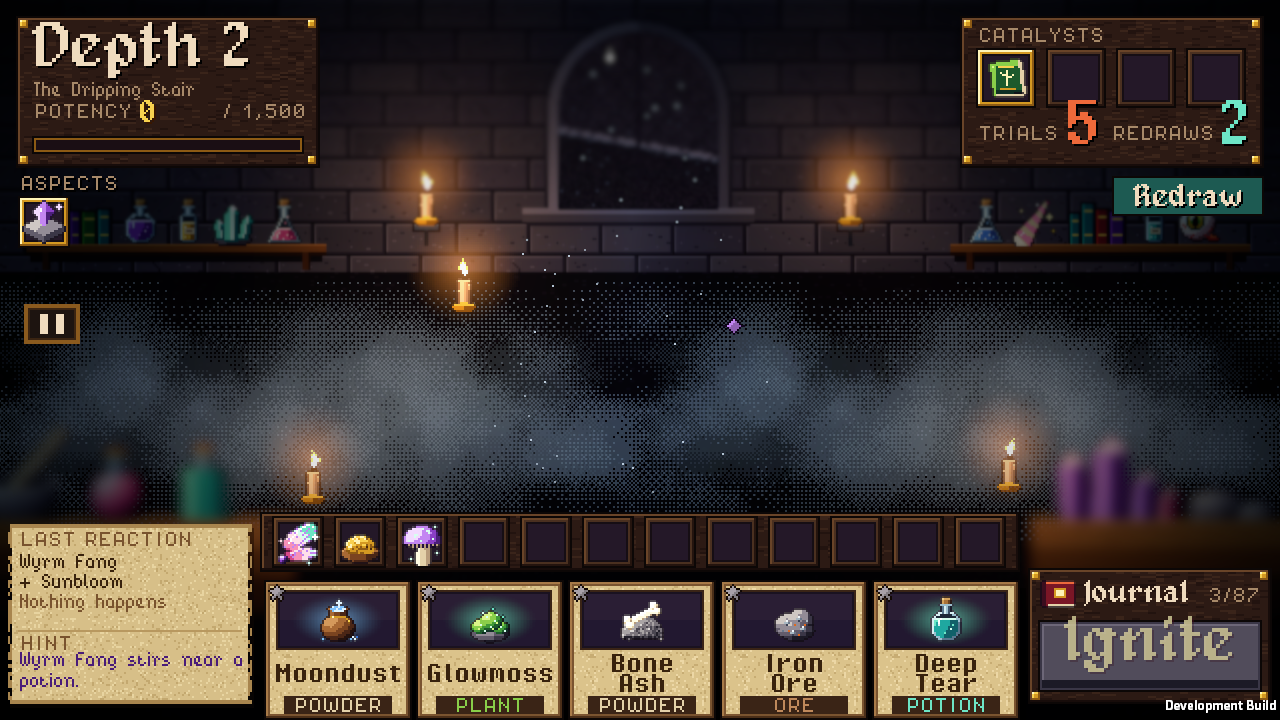 Depth 2
The Dripping Stair
POTENCY 0 / 1,500
ASPECTS
CATALYSTS
TRIALS 5 REDRAWS 2
Redraw
LAST REACTION
Wyrm Fang
+ Sunbloom
Nothing happens
HINT
Wyrm Fang stirs near a
potion.
Moondust
POWDER
Glowmoss
PLANT
Bone
Ash
POWDER
Iron
Ore
ORE
Deep
Tear
POTION
Journal 3/87
Ignite
Development Build